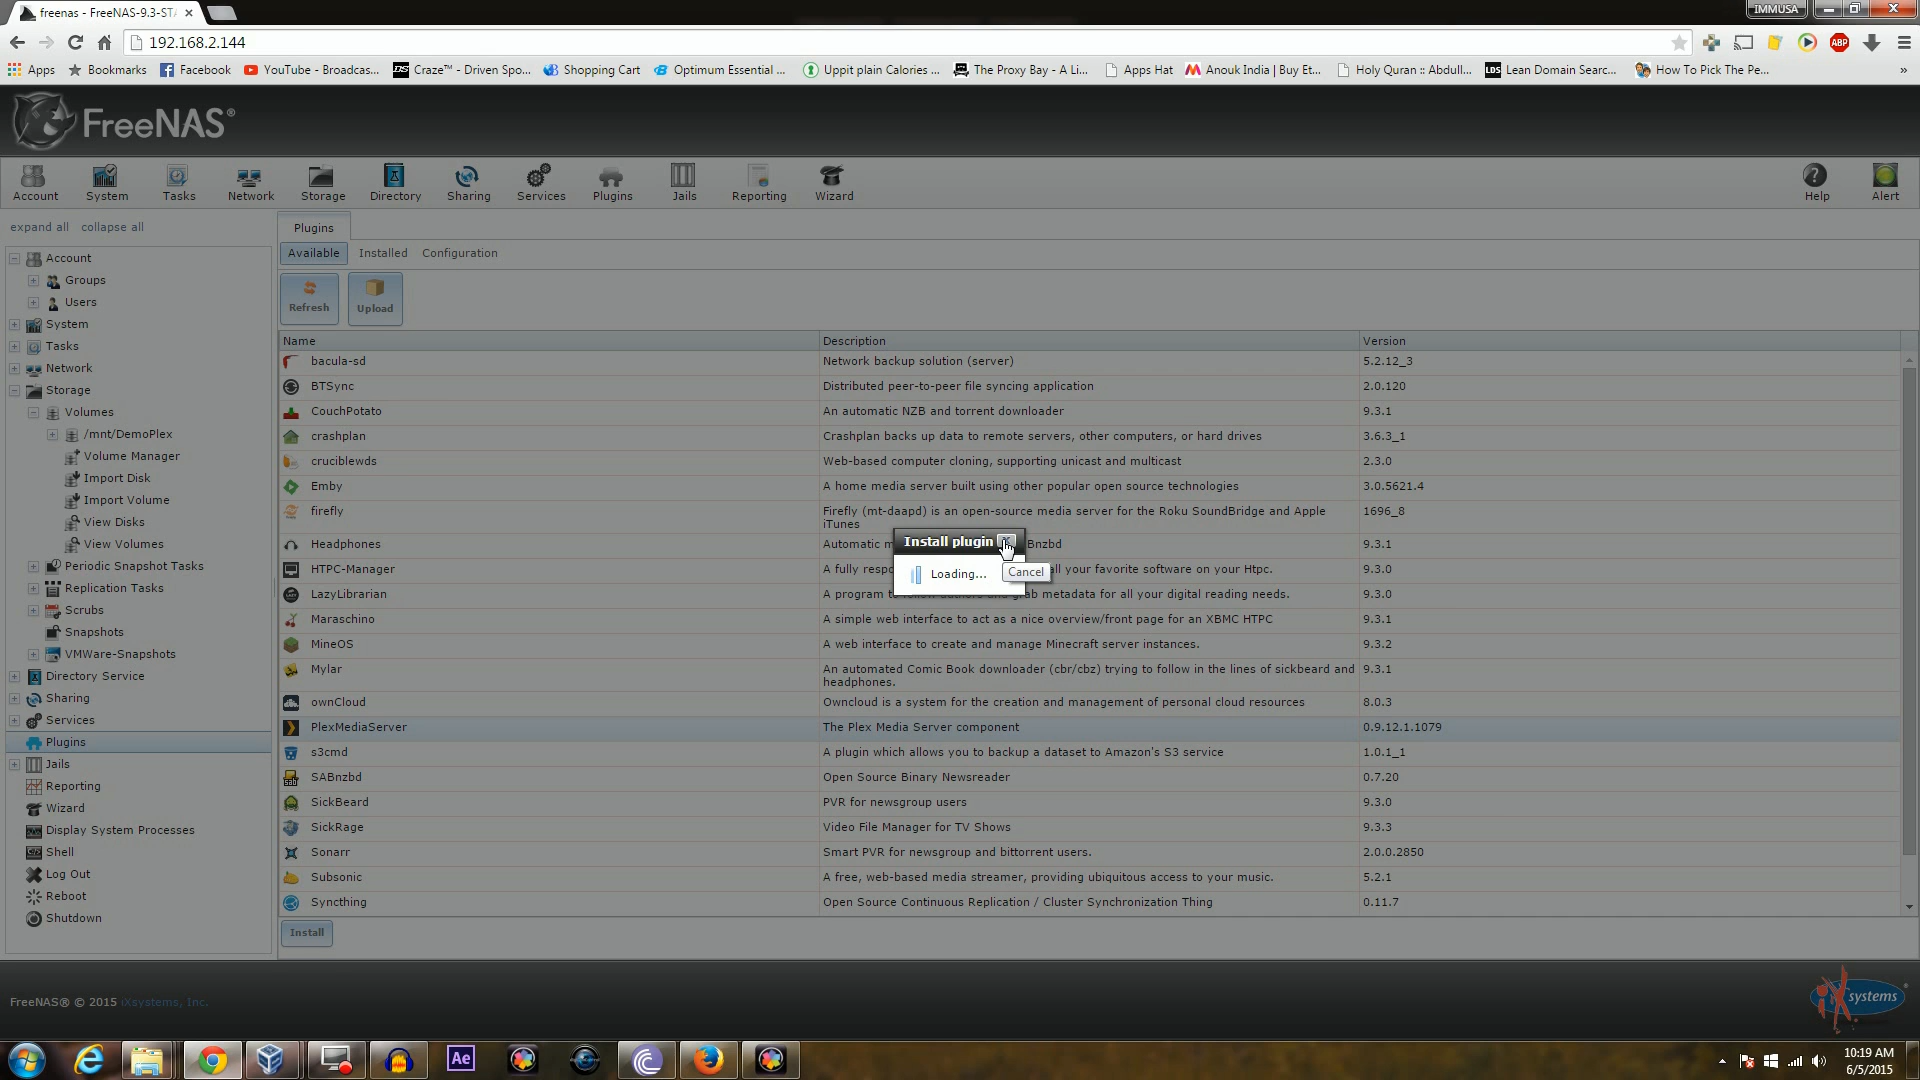 freenas - FreeNAS-9.3-STA
IMMUSA
192.168.2.144
Apps Bookmarks Facebook YouTube - Broadcas... Craze™ - Driven Spo... Shopping Cart Optimum Essential ... Uppit plain Calories ... The Proxy Bay - A Li... Apps Hat Anouk India | Buy Et... Holy Quran :: Abdull... Lean Domain Searc... How To Pick The Pe... »
FreeNAS®
Account System Tasks Network Storage Directory Sharing Services Plugins Jails Reporting Wizard Help Alert
expand all collapse all
Account
Groups
Users
System
Tasks
Network
Storage
Volumes
/mnt/DemoPlex
Volume Manager
Import Disk
Import Volume
View Disks
View Volumes
Periodic Snapshot Tasks
Replication Tasks
Scrubs
Snapshots
VMWare-Snapshots
Directory Service
Sharing
Services
Plugins
Jails
Reporting
Wizard
Display System Processes
Shell
Log Out
Reboot
Shutdown
Plugins
Available Installed Configuration
Refresh Upload
Name Description Version
bacula-sd Network backup solution (server) 5.2.12_3
BTSync Distributed peer-to-peer file syncing application 2.0.120
CouchPotato An automatic NZB and torrent downloader 9.3.1
crashplan Crashplan backs up data to remote servers, other computers, or hard drives 3.6.3_1
cruciblewds Web-based computer cloning, supporting unicast and multicast 2.3.0
Emby A home media server built using other popular open source technologies 3.0.5621.4
firefly Firefly (mt-daapd) is an open-source media server for the Roku SoundBridge and Apple 1696_8
iTunes
Headphones Automatic m Bnzbd 9.3.1
HTPC-Manager A fully respo all your favorite software on your Htpc. 9.3.0
LazyLibrarian A program to follow authors and grab metadata for all your digital reading needs. 9.3.0
Maraschino A simple web interface to act as a nice overview/front page for an XBMC HTPC 9.3.1
MineOS A web interface to create and manage Minecraft server instances. 9.3.2
Mylar An automated Comic Book downloader (cbr/cbz) trying to follow in the lines of sickbeard and 9.3.1
headphones.
ownCloud Owncloud is a system for the creation and management of personal cloud resources 8.0.3
PlexMediaServer The Plex Media Server component 0.9.12.1.1079
s3cmd A plugin which allows you to backup a dataset to Amazon's S3 service 1.0.1_1
SABnzbd Open Source Binary Newsreader 0.7.20
SickBeard PVR for newsgroup users 9.3.0
SickRage Video File Manager for TV Shows 9.3.3
Sonarr Smart PVR for newsgroup and bittorrent users. 2.0.0.2850
Subsonic A free, web-based media streamer, providing ubiquitous access to your music. 5.2.1
Syncthing Open Source Continuous Replication / Cluster Synchronization Thing 0.11.7
Install plugin
Loading...
Cancel
Install
FreeNAS® © 2015 iXsystems, Inc.
iXsystems
Ae
10:19 AM
6/5/2015